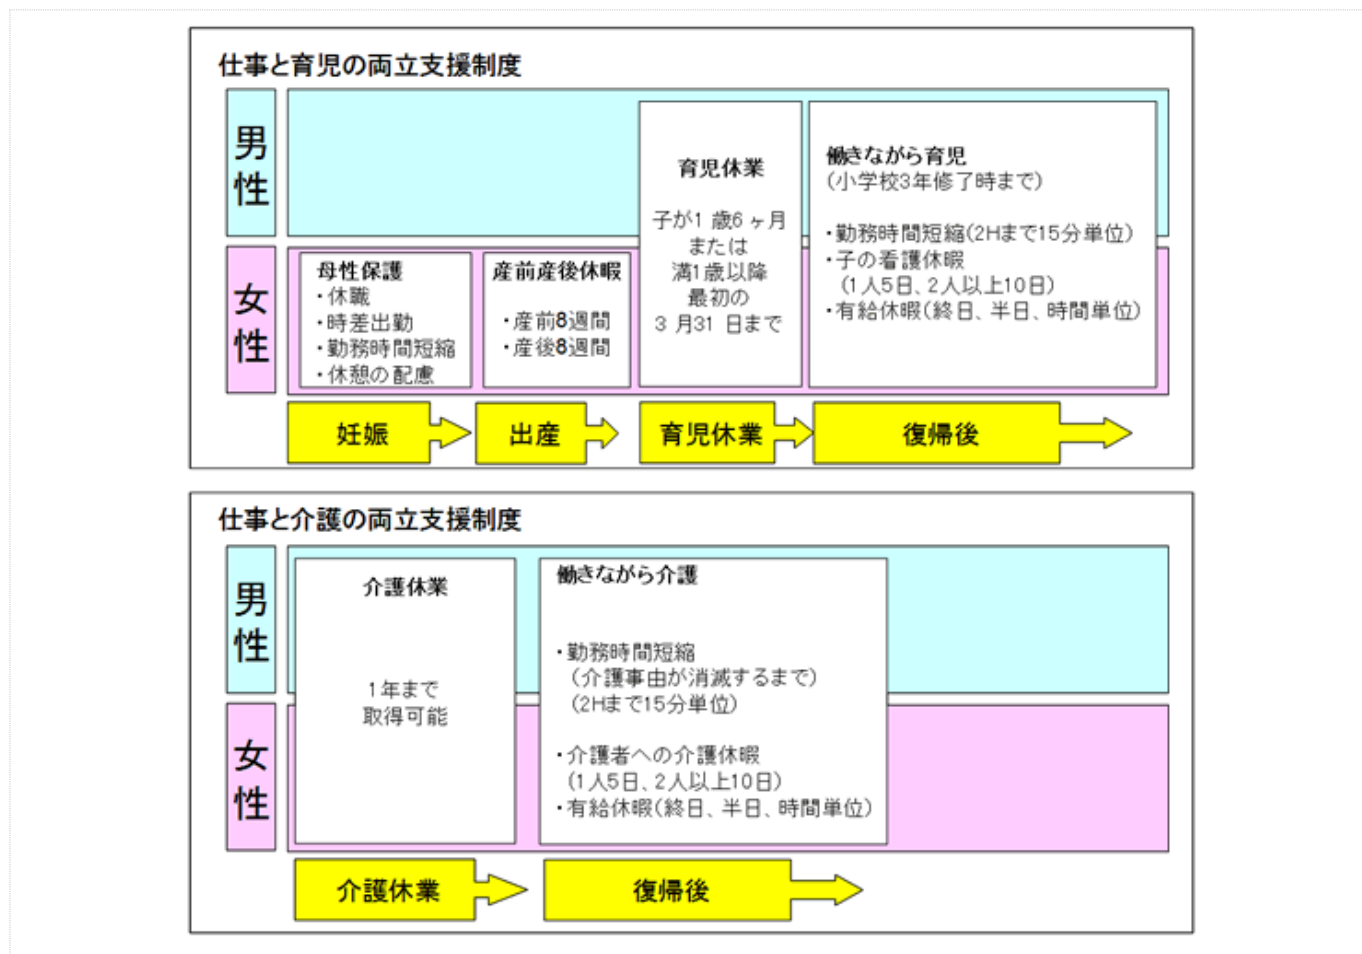 仕事と育児の両立支援制度
男性
女性
母性保護
・休職
・時差出勤
・勤務時間短縮
・休憩の配慮
産前産後休暇
・産前8週間
・産後8週間
育児休業
子が1 歳6 ヶ月
または
満1歳以降
最初の
3 月31 日まで
働きながら育児
(小学校3年修了時まで)
・勤務時間短縮(2Hまで15分単位)
・子の看護休暇
(1人5日、2人以上10日)
・有給休暇(終日、半日、時間単位)
妊娠
出産
育児休業
復帰後
仕事と介護の両立支援制度
男性
女性
介護休業
1年まで
取得可能
働きながら介護
・勤務時間短縮
(介護事由が消滅するまで)
(2Hまで15分単位)
・介護者への介護休暇
(1人5日、2人以上10日)
・有給休暇(終日、半日、時間単位)
介護休業
復帰後